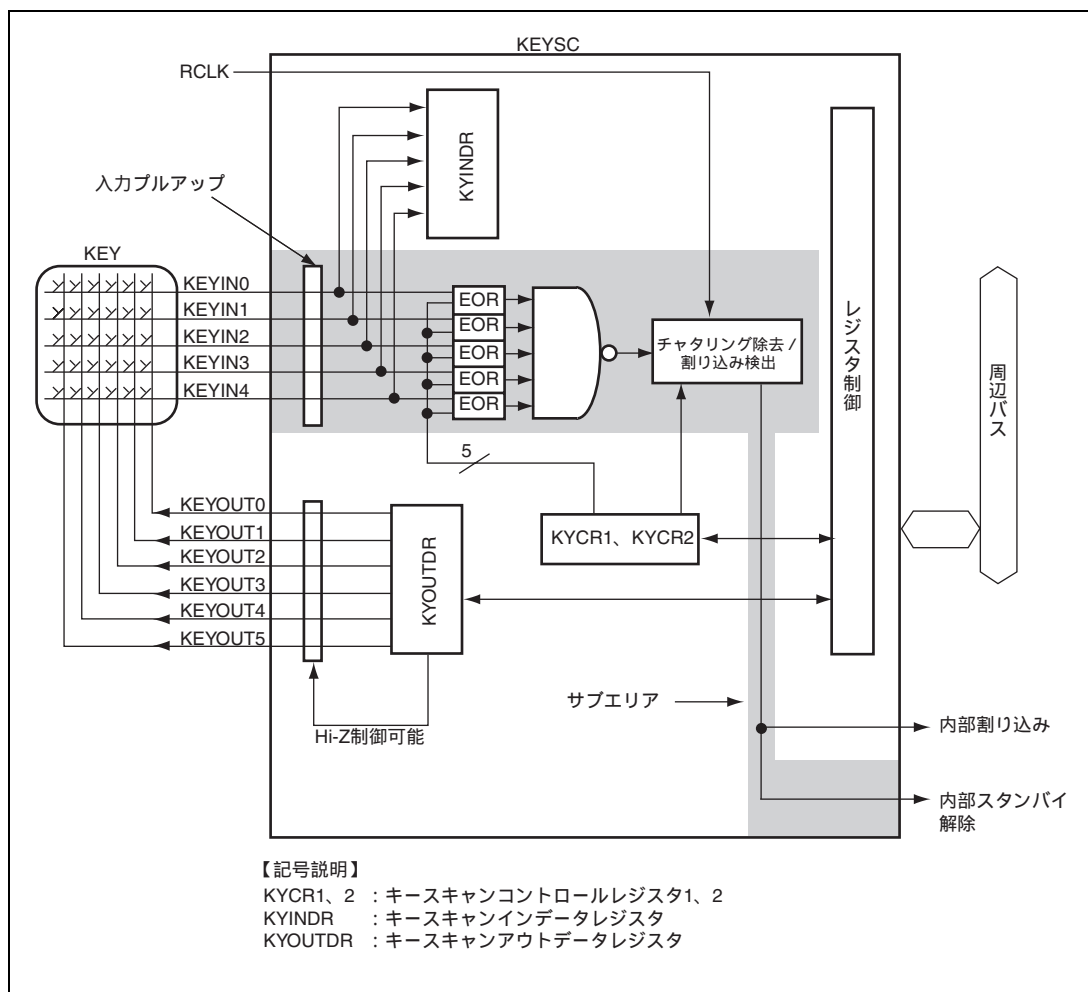 KEYSC
RCLK
KYINDR
入力プルアップ
KEY
KEYIN0
KEYIN1
KEYIN2
KEYIN3
KEYIN4
EOR
EOR
EOR
EOR
EOR
チャタリング除去 /
割り込み検出
レジスタ制御
周辺バス
5
KYCR1、KYCR2
KEYOUT0
KEYOUT1
KEYOUT2
KEYOUT3
KEYOUT4
KEYOUT5
KYOUTDR
Hi-Z制御可能
サブエリア
内部割り込み
内部スタンバイ
解除
【記号説明】
KYCR1、2 : キースキャンコントロールレジスタ1、2
KYINDR : キースキャンインデータレジスタ
KYOUTDR : キースキャンアウトデータレジスタ